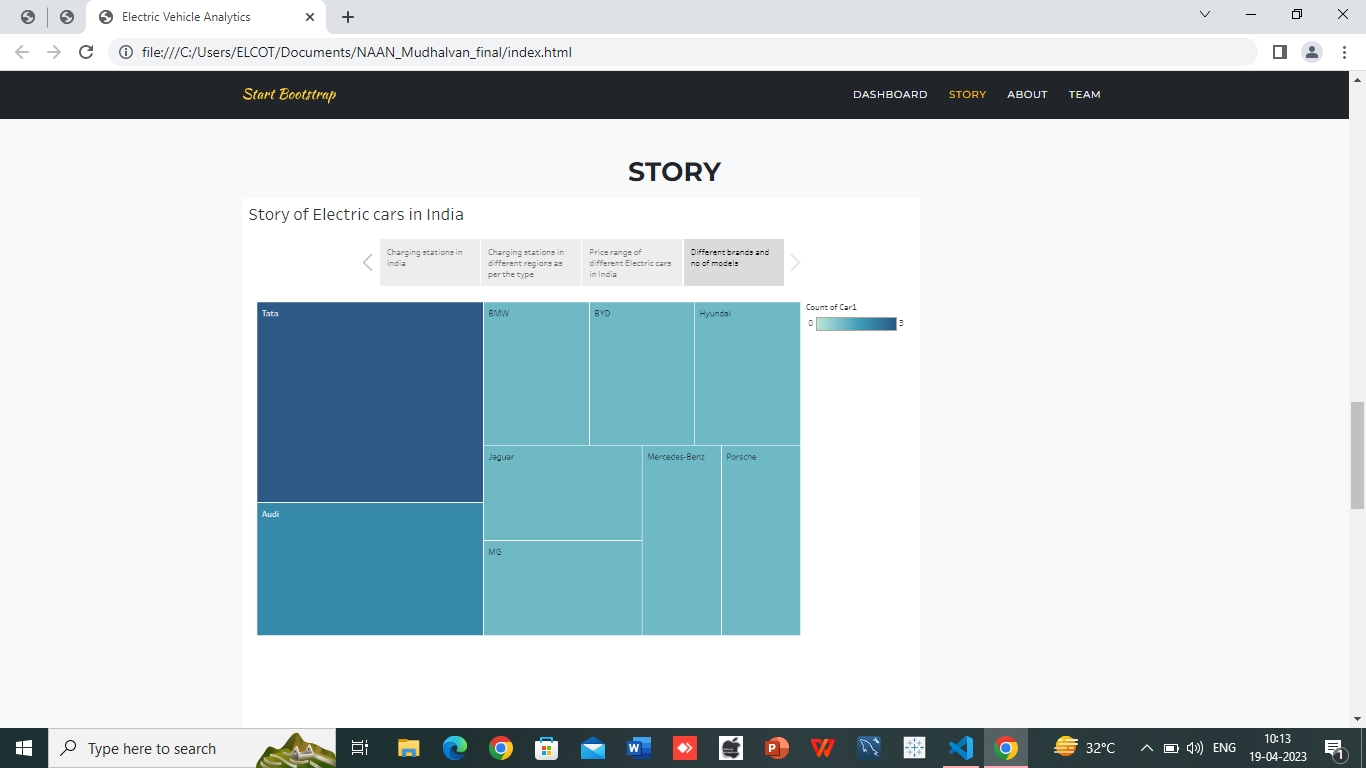 Electric Vehicle Analytics
file:///C:/Users/ELCOT/Documents/NAAN_Mudhalvan_final/index.html
Start Bootstrap
DASHBOARD STORY ABOUT TEAM
STORY
Story of Electric cars in India
Charging stations in
India
Charging stations in
different regions as
per the type
Price range of
different Electric cars
in India
Different brands and
no of models
Tata
BMW
BYD
Hyundai
Count of Car1
0 3
Jaguar
Mercedes-Benz
Porsche
Audi
MG
Type here to search
32°C
ENG
10:13
19-04-2023
1